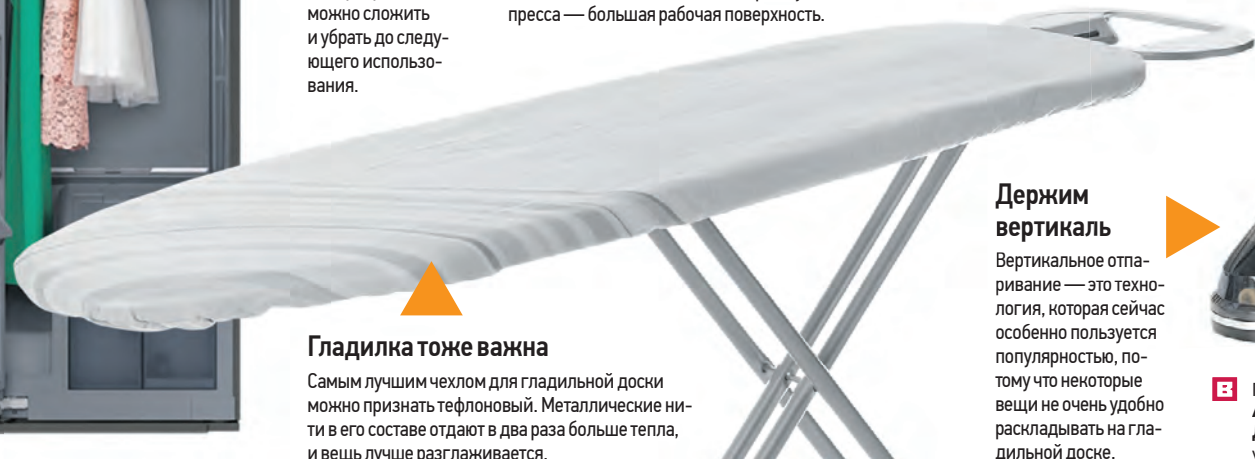 можно сложить
и убрать до следу-
ющего использо-
вания.
пресса — большая рабочая поверхность.
Гладилка тоже важна
Самым лучшим чехлом для гладильной доски
можно признать тефлоновый. Металлические ни-
ти в его составе отдают в два раза больше тепла,
и вещь лучше разглаживается.
Держим
вертикаль
Вертикальное отпа-
ривание — это техно-
логия, которая сейчас
особенно пользуется
популярностью, по-
тому что некоторые
вещи не очень удобно
раскладывать на гла-
дильной доске.
В